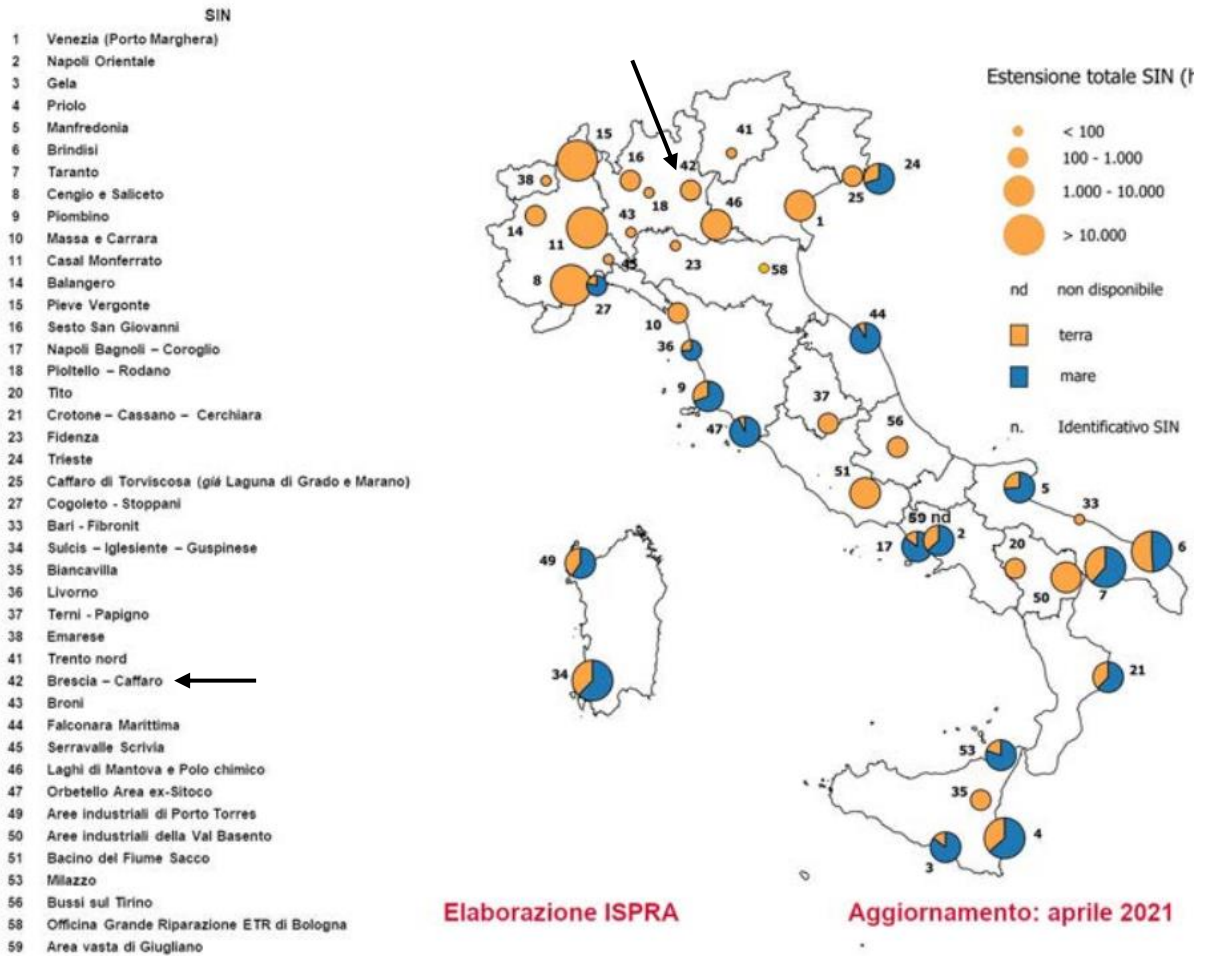 SIN
1 Venezia (Porto Marghera)
2 Napoli Orientale
3 Gela
4 Priolo
5 Manfredonia
6 Brindisi
7 Taranto
8 Cengio e Saliceto
9 Piombino
10 Massa e Carrara
11 Casal Monferrato
14 Balangero
15 Pieve Vergonte
16 Sesto San Giovanni
17 Napoli Bagnoli – Coroglio
18 Pioltello – Rodano
20 Tito
21 Crotone – Cassano – Cerchiara
23 Fidenza
24 Trieste
25 Caffaro di Torviscosa (già Laguna di Grado e Marano)
27 Cogoleto - Stoppani
33 Bari - Fibronit
34 Sulcis – Iglesiente – Guspinese
35 Biancavilla
36 Livorno
37 Terni - Papigno
38 Emarese
41 Trento nord
42 Brescia – Caffaro
43 Broni
44 Falconara Marittima
45 Serravalle Scrivia
46 Laghi di Mantova e Polo chimico
47 Orbetello Area ex-Sitoco
49 Aree industriali di Porto Torres
50 Aree industriali della Val Basento
51 Bacino del Fiume Sacco
53 Milazzo
56 Bussi sul Tirino
58 Officina Grande Riparazione ETR di Bologna
59 Area vasta di Giugliano
15
16
41
42
24
38
25
18
46
14
43
1
11
45
23
58
8
27
10
44
36
9
37
47
56
51
5
33
59 nd
17
2
20
6
49
50
7
34
21
53
35
4
3
Estensione totale SIN (h
< 100
100 - 1.000
1.000 - 10.000
> 10.000
nd non disponibile
terra
mare
n. Identificativo SIN
Elaborazione ISPRA
Aggiornamento: aprile 2021